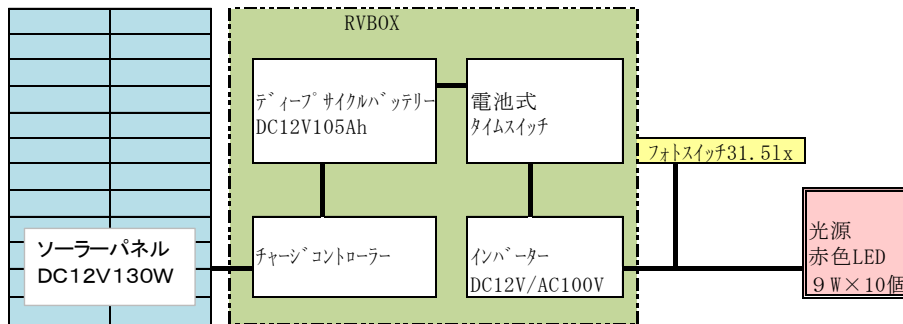 RVBOX
ディープサイクルバッテリー
DC12V105Ah
電池式
タイムスイッチ
フォトスイッチ31.5lx
ソーラーパネル
DC12V130W
チャージコントローラー
インバーター
DC12V/AC100V
光源
赤色LED
9W×10個